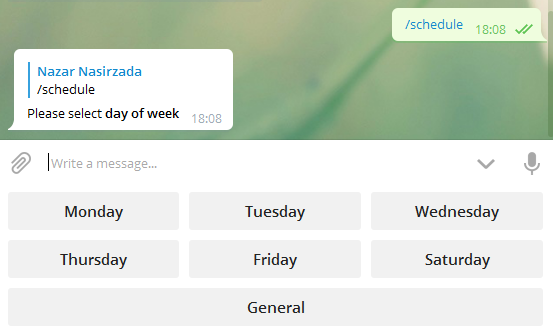 /schedule 18:08
Nazar Nasirzada
/schedule
Please select day of week 18:08
Write a message...
Monday Tuesday Wednesday
Thursday Friday Saturday
General